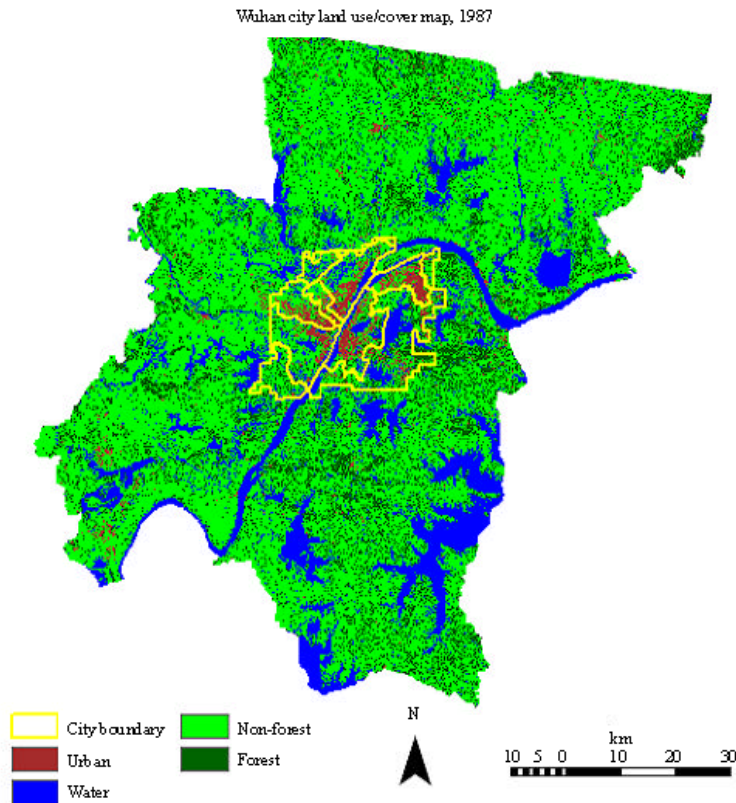 Wuhan city land use/cover map, 1987
City boundary
Urban
Water
Non-forest
Forest
N
km
10 5 0 10 20 30